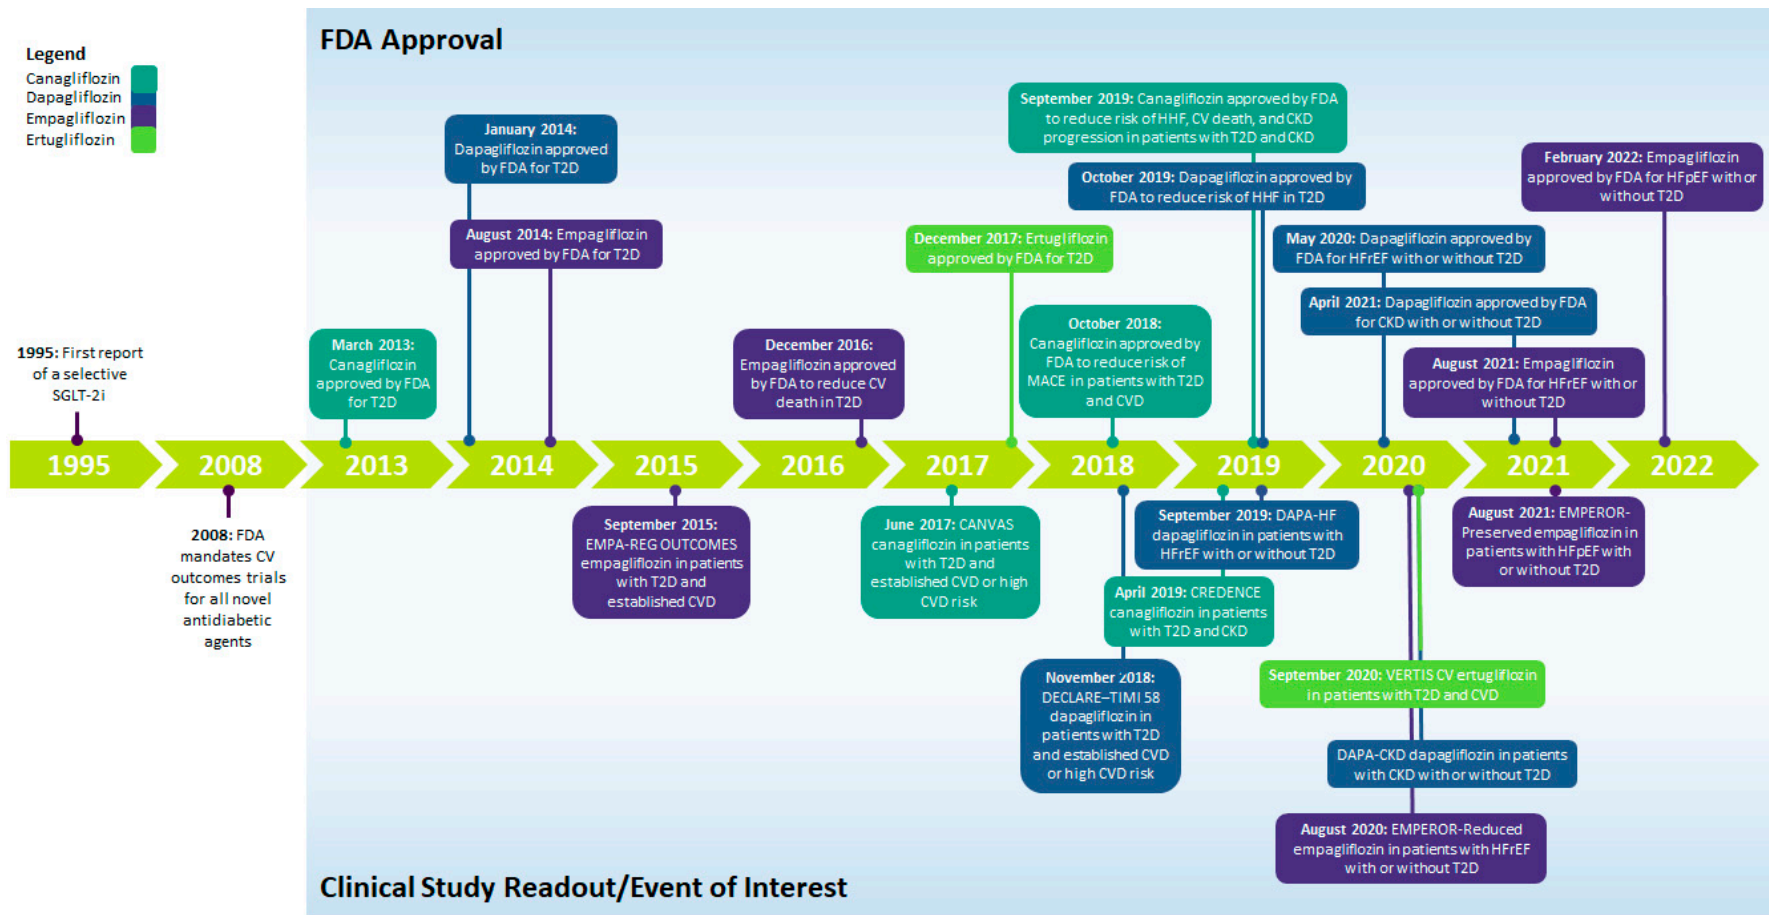 FDA Approval
Legend
Canagliflozin
Dapagliflozin
Empagliflozin
Ertugliflozin
January 2014:
Dapagliflozin approved
by FDA for T2D
August 2014: Empagliflozin
approved by FDA for T2D
March 2013:
Canagliflozin
approved by FDA
for T2D
December 2016:
Empagliflozin approved
by FDA to reduce CV
death in T2D
December 2017: Ertugliflozin
approved by FDA for T2D
October 2018:
Canagliflozin approved by
FDA to reduce risk of
MACE in patients with T2D
and CVD
September 2019: Canagliflozin approved by FDA
to reduce risk of HHF, CV death, and CKD
progression in patients with T2D and CKD
October 2019: Dapagliflozin approved by
FDA to reduce risk of HHF in T2D
May 2020: Dapagliflozin approved by
FDA for HFrEF with or without T2D
April 2021: Dapagliflozin approved by FDA
for CKD with or without T2D
August 2021: Empagliflozin
approved by FDA for HFrEF with or
without T2D
February 2022: Empagliflozin
approved by FDA for HFpEF with or
without T2D
1995: First report
of a selective
SGLT-2i
1995 2008 2013 2014 2015 2016 2017 2018 2019 2020 2021 2022
2008: FDA
mandates CV
outcomes trials
for all novel
antidiabetic
agents
September 2015:
EMPA-REG OUTCOMES
empagliflozin in patients
with T2D and
established CVD
June 2017: CANVAS
canagliflozin in patients
with T2D and
established CVD or high
CVD risk
September 2019: DAPA-HF
dapagliflozin in patients with
HFrEF with or without T2D
April 2019: CREDENCE
canagliflozin in patients
with T2D and CKD
November 2018:
DECLARE–TIMI 58
dapagliflozin in
patients with T2D
and established CVD
or high CVD risk
August 2021: EMPEROR-
Preserved empagliflozin in
patients with HFpEF with
or without T2D
September 2020: VERTIS CV ertugliflozin
in patients with T2D and CVD
DAPA-CKD dapagliflozin in patients
with CKD with or without T2D
August 2020: EMPEROR-Reduced
empagliflozin in patients with HFrEF
with or without T2D
Clinical Study Readout/Event of Interest